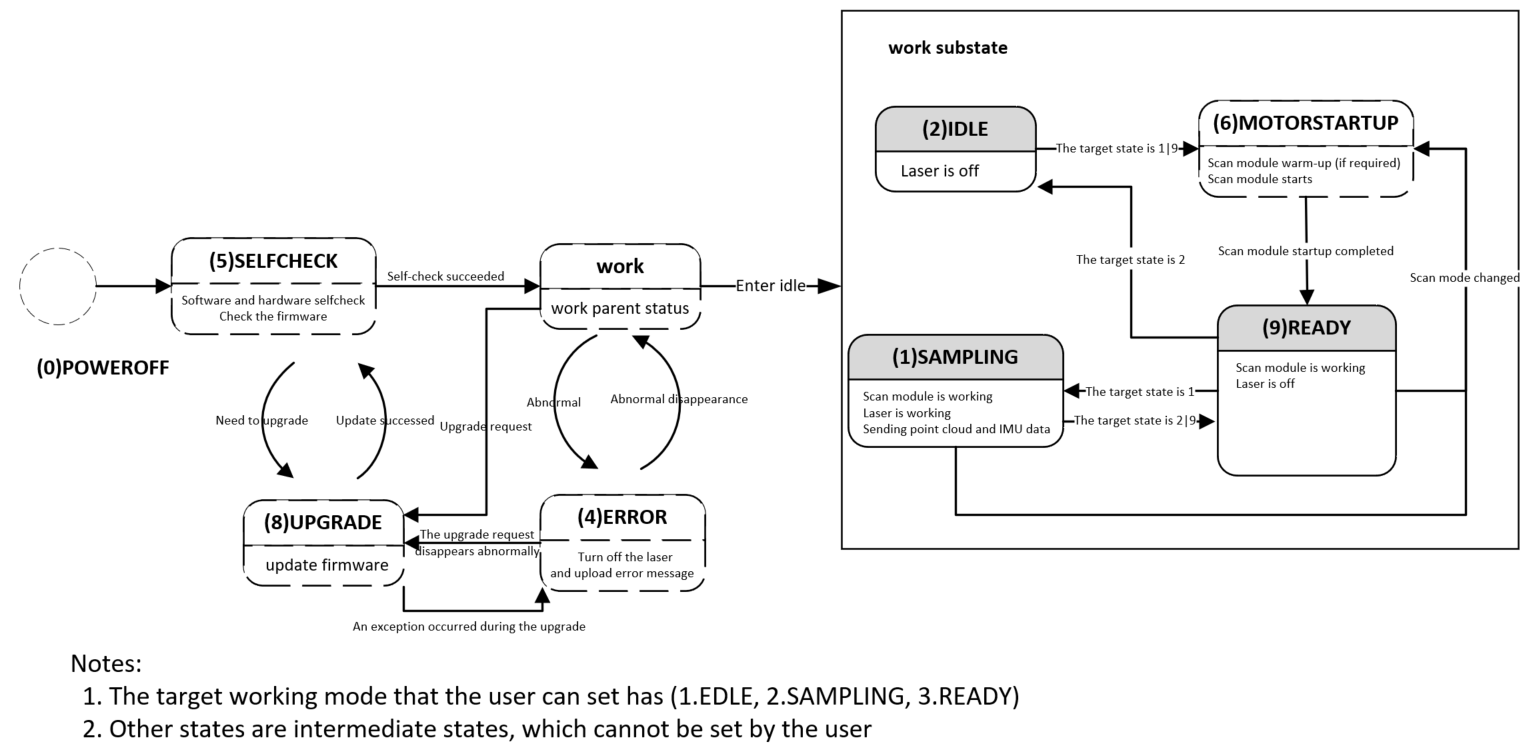 work substate
(2)IDLE
Laser is off
The target state is 1|9
(6)MOTORSTARTUP
Scan module warm-up (if required)
Scan module starts
Scan module startup completed
Scan mode changed
The target state is 2
(5)SELFCHECK
Software and hardware selfcheck
Check the firmware
Self-check succeeded
work
work parent status
Enter idle
(0)POWEROFF
(9)READY
Scan module is working
Laser is off
(1)SAMPLING
Scan module is working
Laser is working
Sending point cloud and IMU data
The target state is 1
The target state is 2|9
Need to upgrade
Update successed
Upgrade request
Abnormal
Abnormal disappearance
(8)UPGRADE
update firmware
The upgrade request
disappears abnormally
(4)ERROR
Turn off the laser
and upload error message
An exception occurred during the upgrade
Notes:
1. The target working mode that the user can set has (1.EDLE, 2.SAMPLING, 3.READY)
2. Other states are intermediate states, which cannot be set by the user